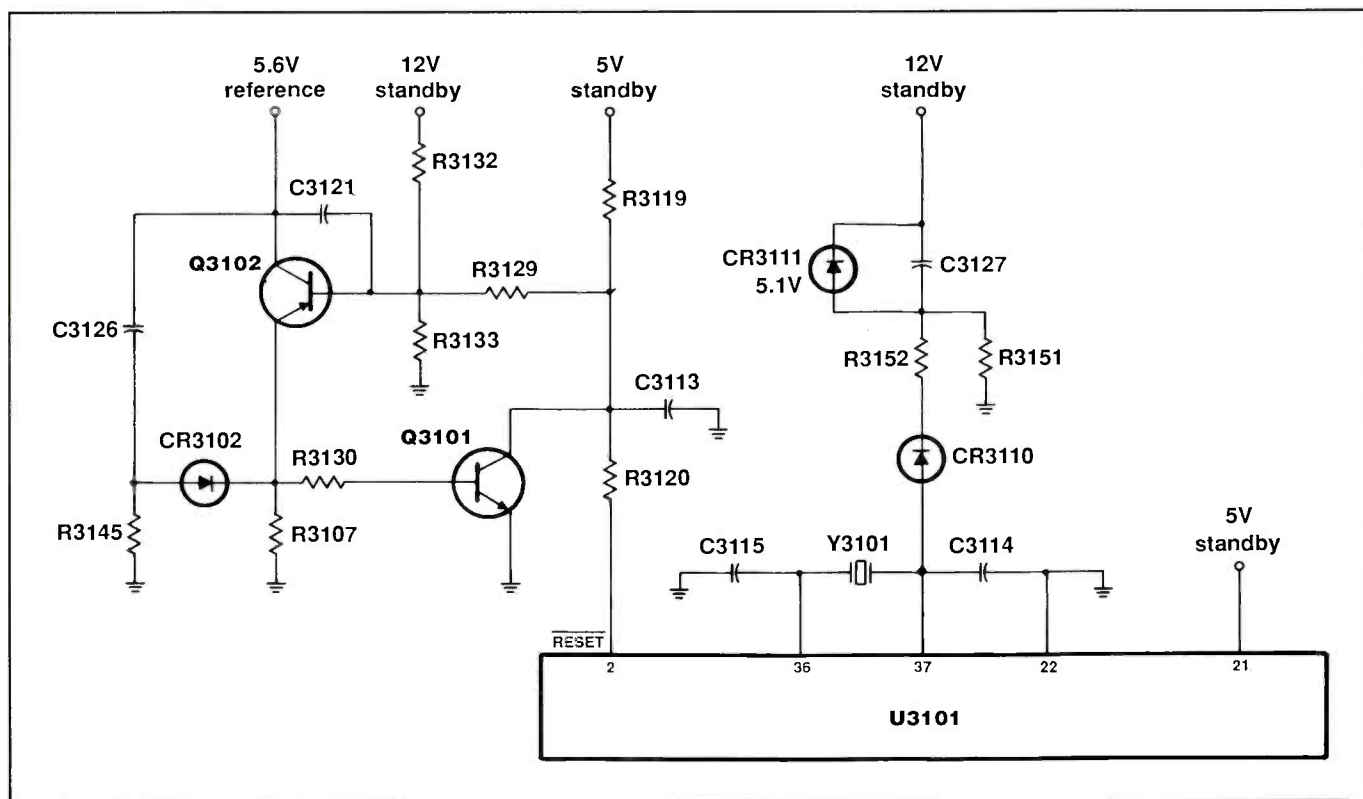 5.6V
reference
12V
standby
5V
standby
12V
standby
R3132
C3121
R3119
Q3102
R3129
CR3111
5.1V
C3127
C3126
R3133
R3152
R3151
C3113
CR3102
R3130
Q3101
CR3110
R3120
R3145
R3107
C3115
Y3101
C3114
5V
standby
RESET
2
36
37
22
21
U3101